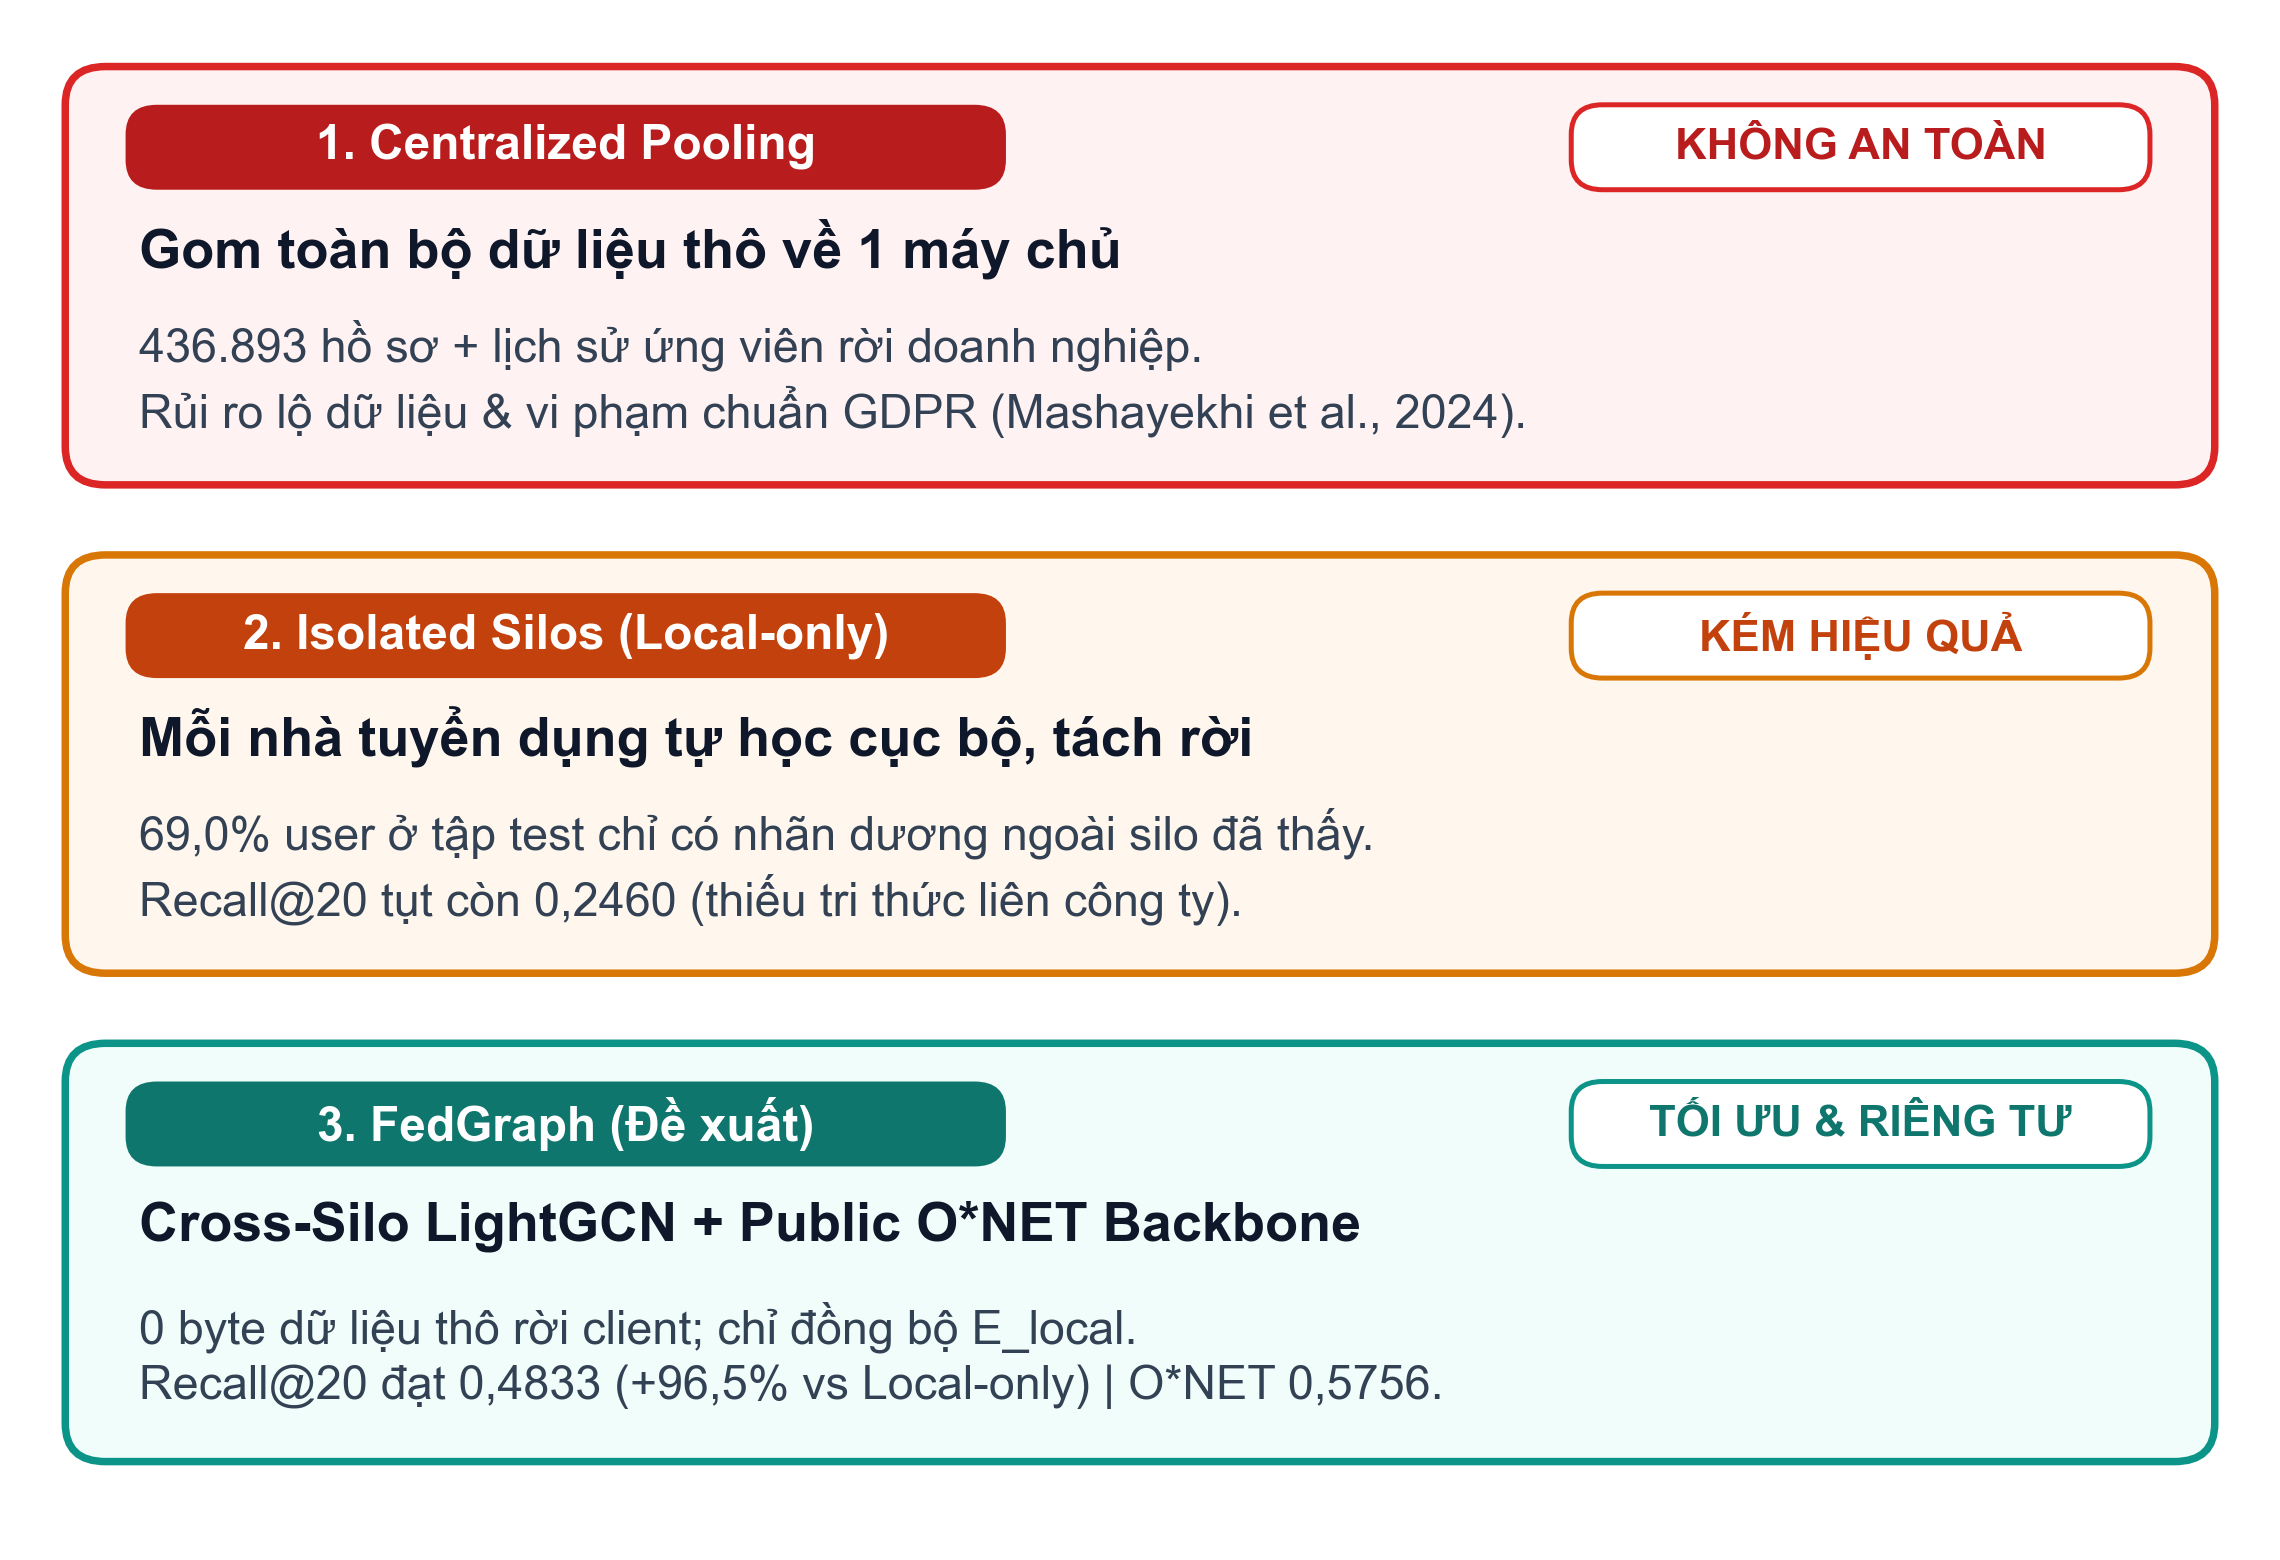 1. Centralized Pooling
KHÔNG AN TOÀN
Gom toàn bộ dữ liệu thô về 1 máy chủ
436.893 hồ sơ + lịch sử ứng viên rời doanh nghiệp.
Rủi ro lộ dữ liệu & vi phạm chuẩn GDPR (Mashayekhi et al., 2024).
2. Isolated Silos (Local-only)
KÉM HIỆU QUẢ
Mỗi nhà tuyển dụng tự học cục bộ, tách rời
69,0% user ở tập test chỉ có nhãn dương ngoài silo đã thấy.
Recall@20 tụt còn 0,2460 (thiếu tri thức liên công ty).
3. FedGraph (Đề xuất)
TỐI ƯU & RIÊNG TƯ
Cross-Silo LightGCN + Public O*NET Backbone
0 byte dữ liệu thô rời client; chỉ đồng bộ E_local.
Recall@20 đạt 0,4833 (+96,5% vs Local-only) | O*NET 0,5756.